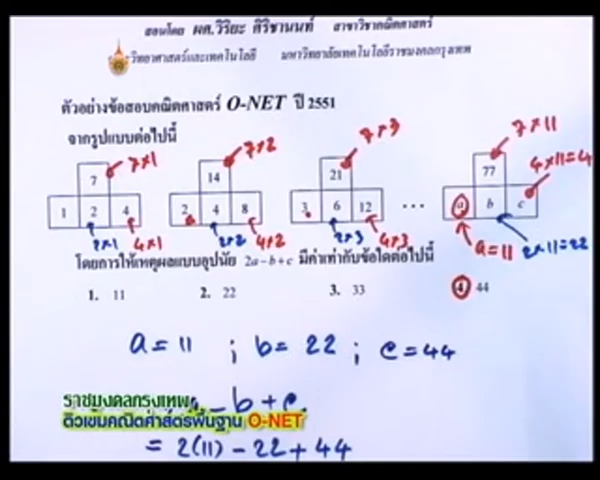 สอนโดย ผศ.วิริยะ ศิริชานนท์ สาขาวิชาคณิตศาสตร์
วิทยาศาสตร์และเทคโนโลยี มหาวิทยาลัยเทคโนโลยีราชมงคลกรุงเทพ
ตัวอย่างข้อสอบคณิตศาสตร์ O-NET ปี 2551
จากรูปแบบต่อไปนี้
7×1 7×2 7×3 7×11
7 14 21 77
4×11=4
1 2 4 2 4 8 3 6 12 ... a b c
2×1 4×1 2×2 4×2 2×3 4×3 a=11 2×11=22
โดยการให้เหตุผลแบบอุปนัย 2a-b+c มีค่าเท่ากับข้อใดต่อไปนี้
1. 11 2. 22 3. 33 4 44
a = 11 ; b = 22 ; c = 44
ราชมงคลกรุงเทพ - b + c
ติวเข้มคณิตศาสตร์พื้นฐาน O-NET
= 2(11) - 22 + 44